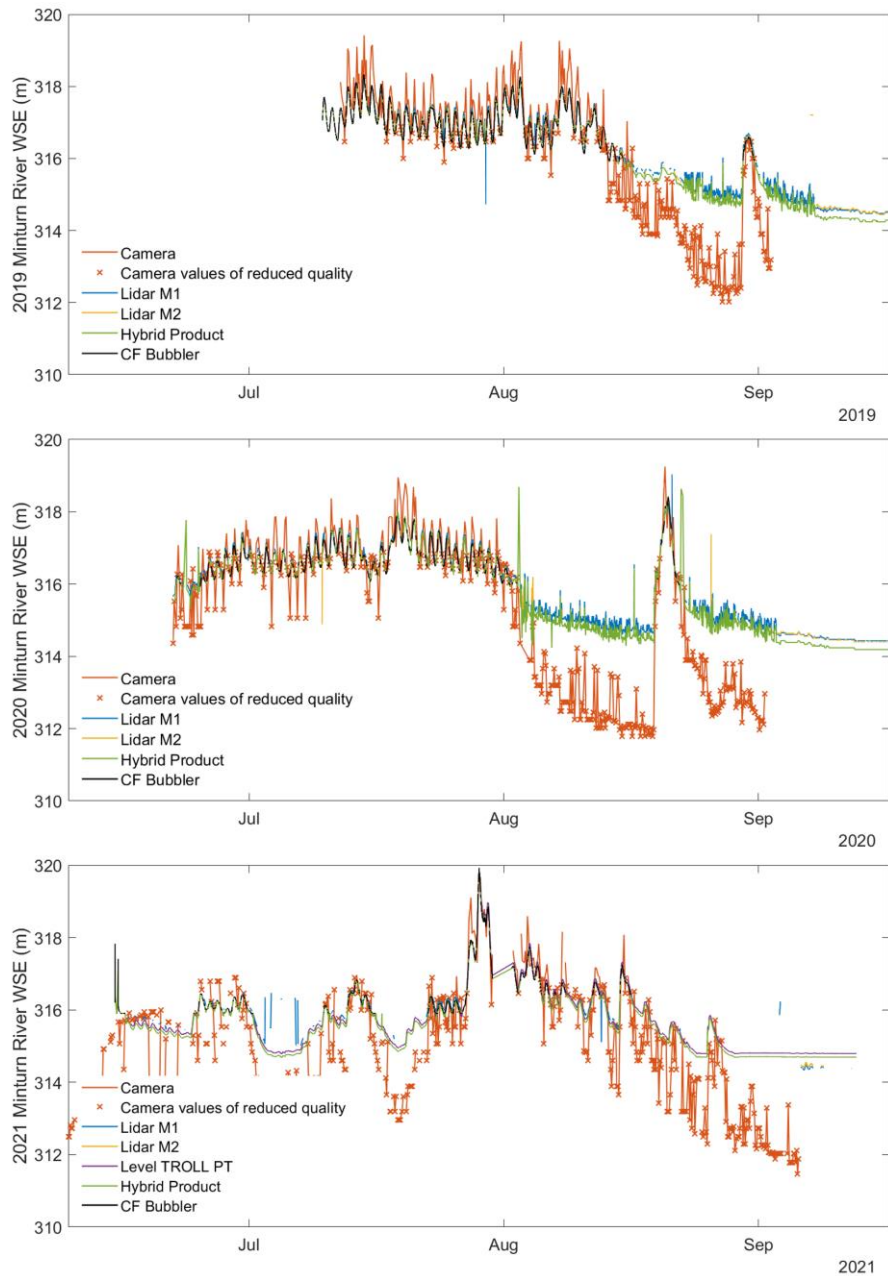 2019 Minturn River WSE (m)
320
318
316
314
312
310
Camera
Camera values of reduced quality
Lidar M1
Lidar M2
Hybrid Product
CF Bubbler
Jul
Aug
Sep
2019
2020 Minturn River WSE (m)
320
318
316
314
312
310
Camera
Camera values of reduced quality
Lidar M1
Lidar M2
Hybrid Product
CF Bubbler
Jul
Aug
Sep
2020
2021 Minturn River WSE (m)
320
318
316
314
312
310
Camera
Camera values of reduced quality
Lidar M1
Lidar M2
Level TROLL PT
Hybrid Product
CF Bubbler
Jul
Aug
Sep
2021